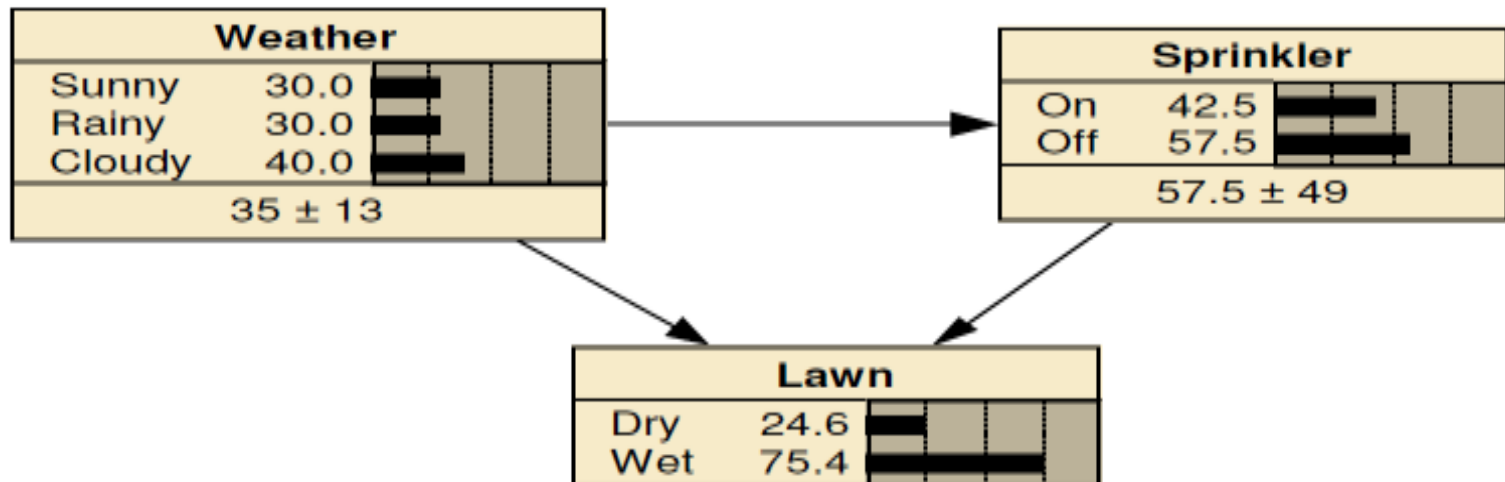 Weather
Sunny 30.0
Rainy 30.0
Cloudy 40.0
35 ± 13
Sprinkler
On 42.5
Off 57.5
57.5 ± 49
Lawn
Dry 24.6
Wet 75.4